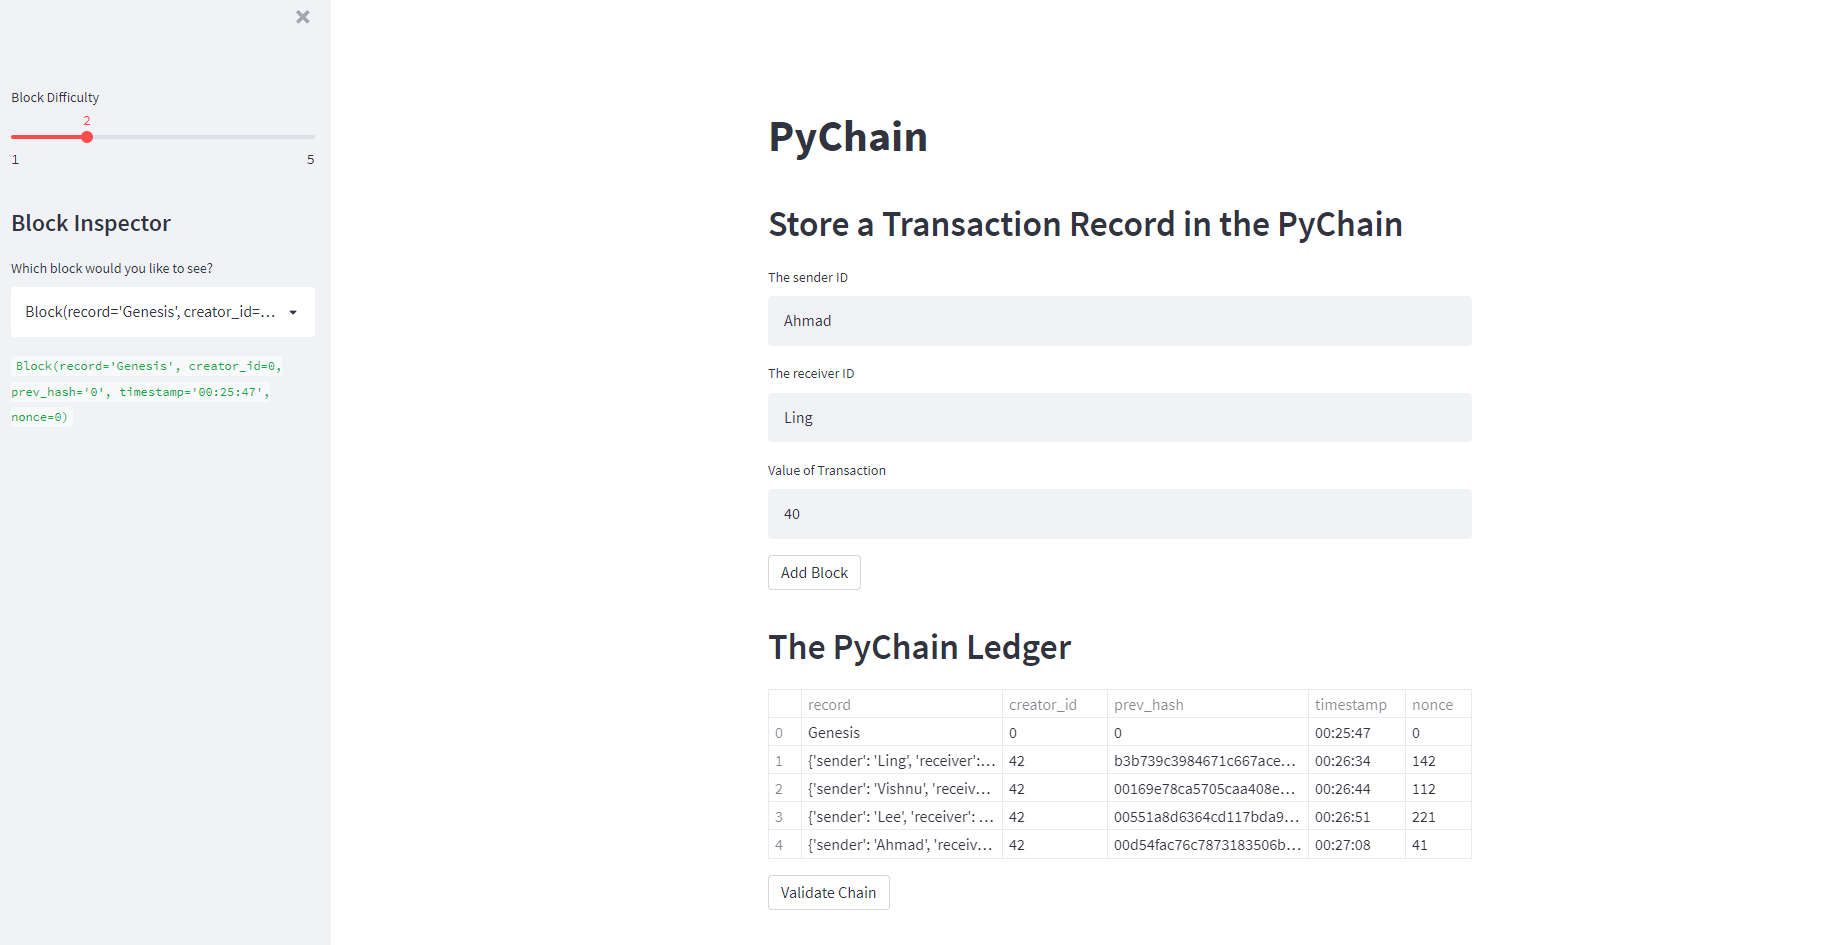 Block Difficulty
2
1 5
Block Inspector
Which block would you like to see?
Block(record='Genesis', creator_id=...
Block(record='Genesis', creator_id=0,
prev_hash='0', timestamp='00:25:47',
nonce=0)
PyChain
Store a Transaction Record in the PyChain
The sender ID
Ahmad
The receiver ID
Ling
Value of Transaction
40
Add Block
The PyChain Ledger
record creator_id prev_hash timestamp nonce
0 Genesis 0 0 00:25:47 0
1 {'sender': 'Ling', 'receiver':... 42 b3b739c3984671c667ace... 00:26:34 142
2 {'sender': 'Vishnu', 'receiv... 42 00169e78ca5705caa408e... 00:26:44 112
3 {'sender': 'Lee', 'receiver': ... 42 00551a8d6364cd117bda9... 00:26:51 221
4 {'sender': 'Ahmad', 'receiv... 42 00d54fac76c7873183506b... 00:27:08 41
Validate Chain